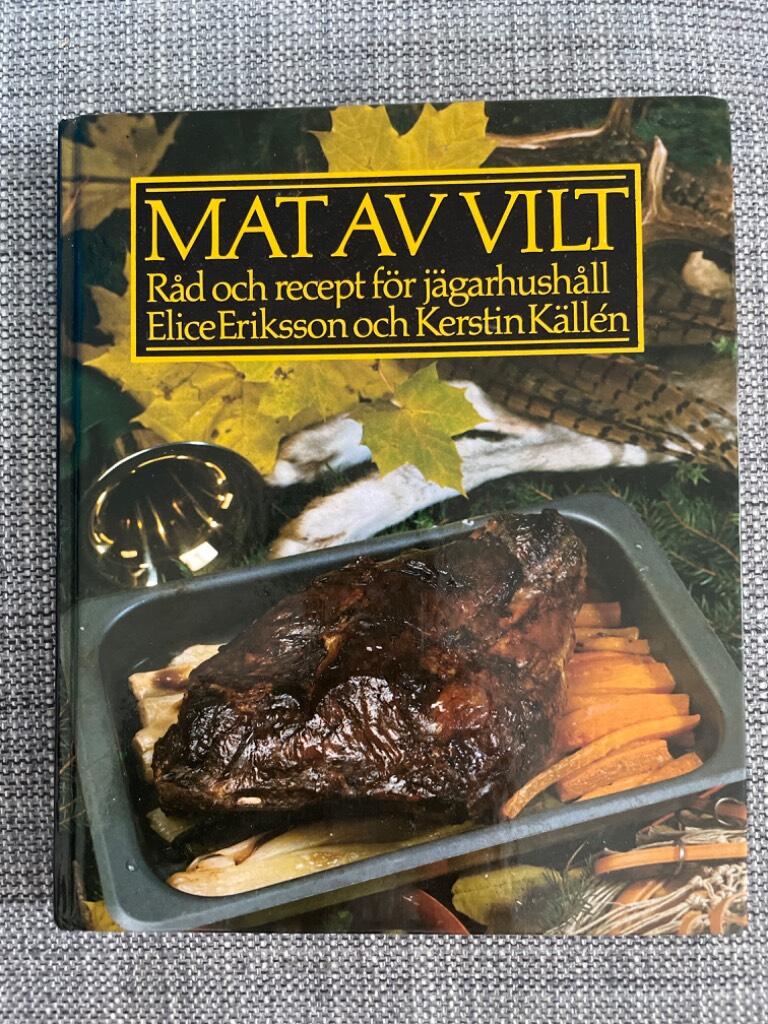 MAT AV VILT
Råd och recept för jägarhushåll
Elice Eriksson och Kerstin Källén